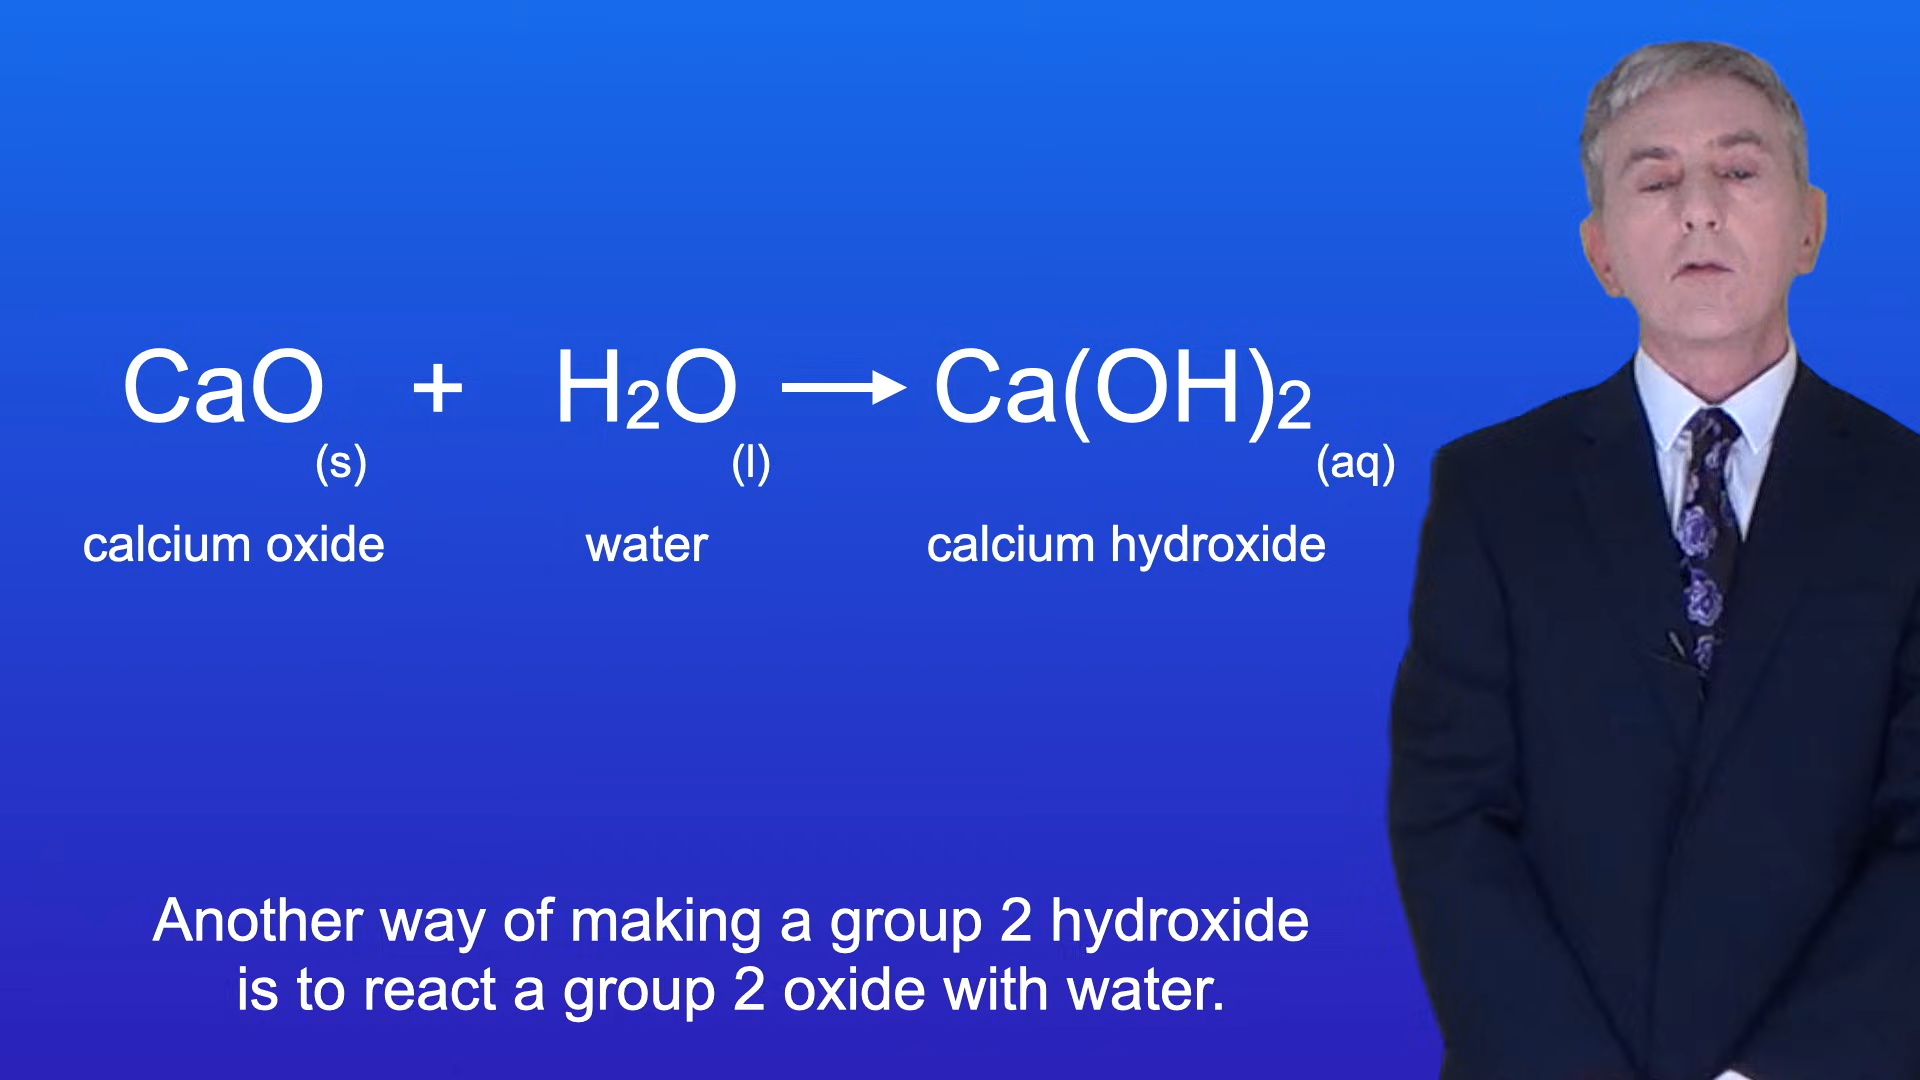 CaO(s) + H2O(l) → Ca(OH)2(aq)
calcium oxide water calcium hydroxide
Another way of making a group 2 hydroxide
is to react a group 2 oxide with water.